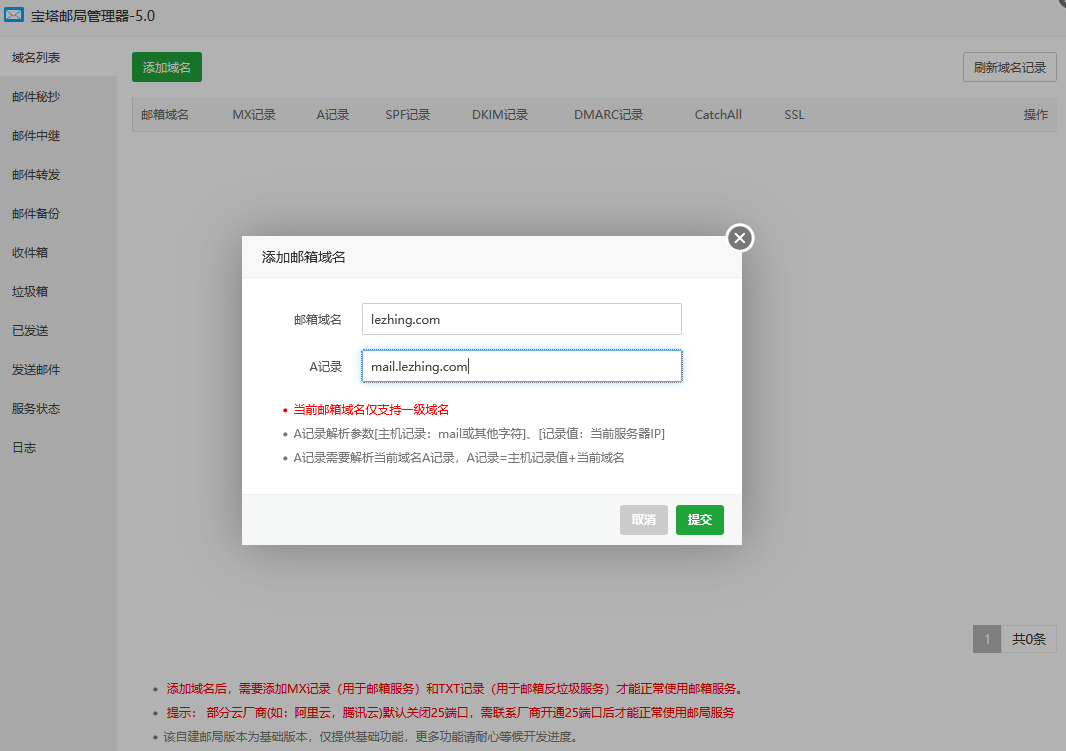 宝塔邮局管理器-5.0
域名列表
邮件秘抄
邮件中继
邮件转发
邮件备份
收件箱
垃圾箱
已发送
发送邮件
服务状态
日志
添加域名
刷新域名记录
邮箱域名 MX记录 A记录 SPF记录 DKIM记录 DMARC记录 CatchAll SSL 操作
添加邮箱域名
邮箱域名 lezhing.com
A记录 mail.lezhing.com
• 当前邮箱域名仅支持一级域名
• A记录解析参数[主机记录：mail或其他字符]、[记录值：当前服务器IP]
• A记录需要解析当前域名A记录，A记录=主机记录值+当前域名
取消 提交
1 共0条
• 添加域名后，需要添加MX记录（用于邮箱服务）和TXT记录（用于邮箱反垃圾服务）才能正常使用邮箱服务。
• 提示： 部分云厂商(如：阿里云，腾讯云)默认关闭25端口，需联系厂商开通25端口后才能正常使用邮局服务
• 该自建邮局版本为基础版本，仅提供基础功能，更多功能请耐心等候开发进度。